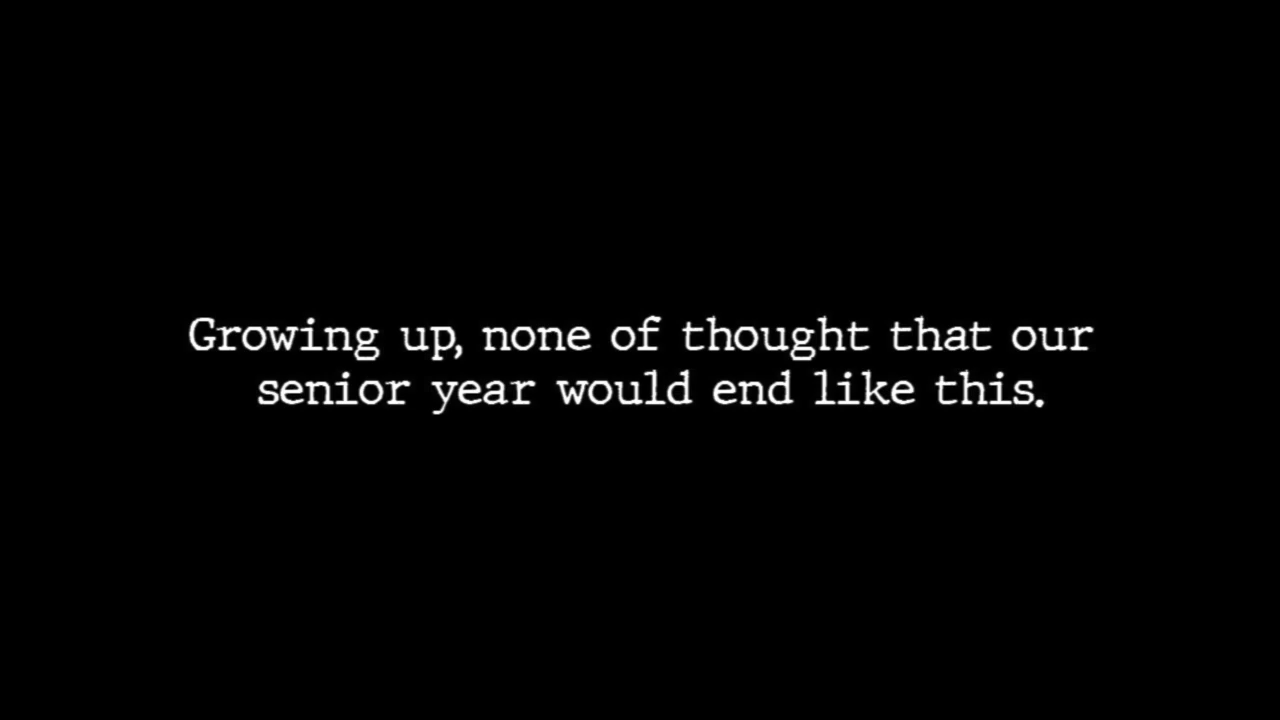 Growing up, none of thought that our
senior year would end like this.